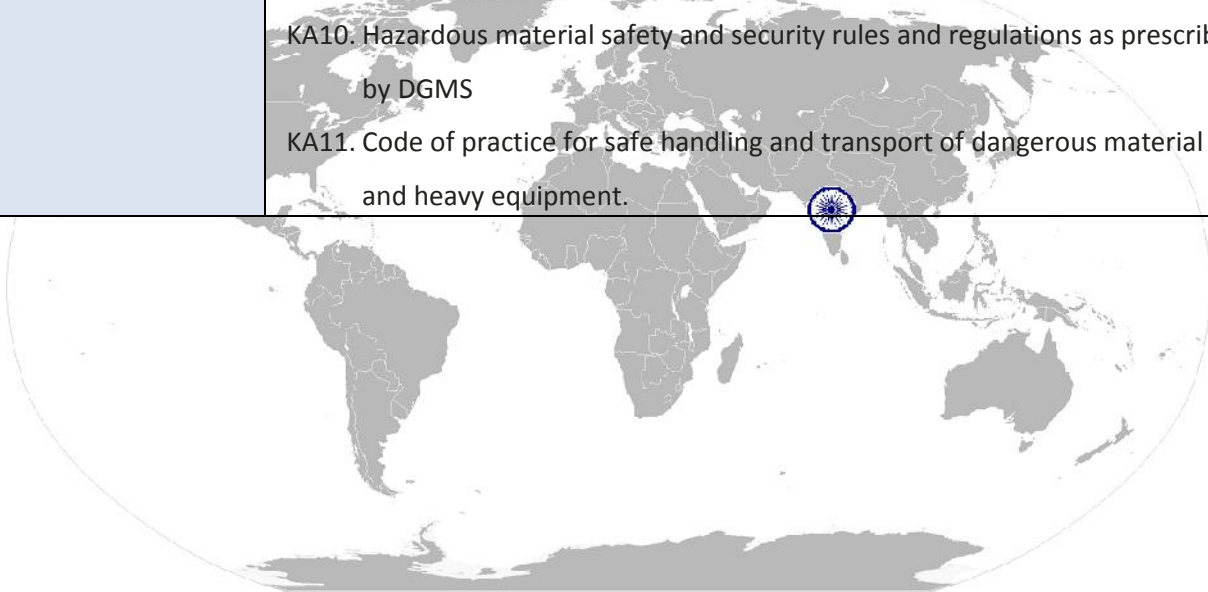 KA10. Hazardous material safety and security rules and regulations as
by DGMS
KA11. Code of practice for safe handling and transport of dangerous material
and heavy equipment.